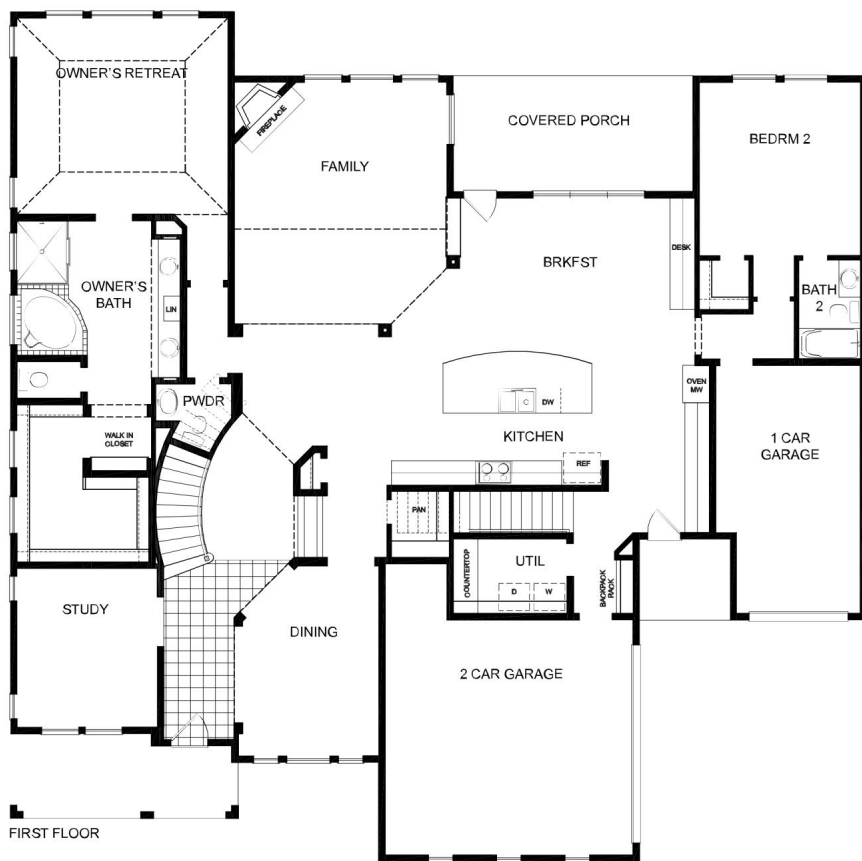 OWNER'S RETREAT
FIREPLACE
FAMILY
COVERED PORCH
BEDRM 2
DESK
BRKFST
OWNER'S
BATH
LIN
BATH
2
PWDR
OVEN
MW
DW
KITCHEN
WALK IN
CLOSET
REF
1 CAR
GARAGE
PAN
UTIL
COUNTERTOP
D
W
BACKPACK
RACK
STUDY
DINING
2 CAR GARAGE
FIRST FLOOR